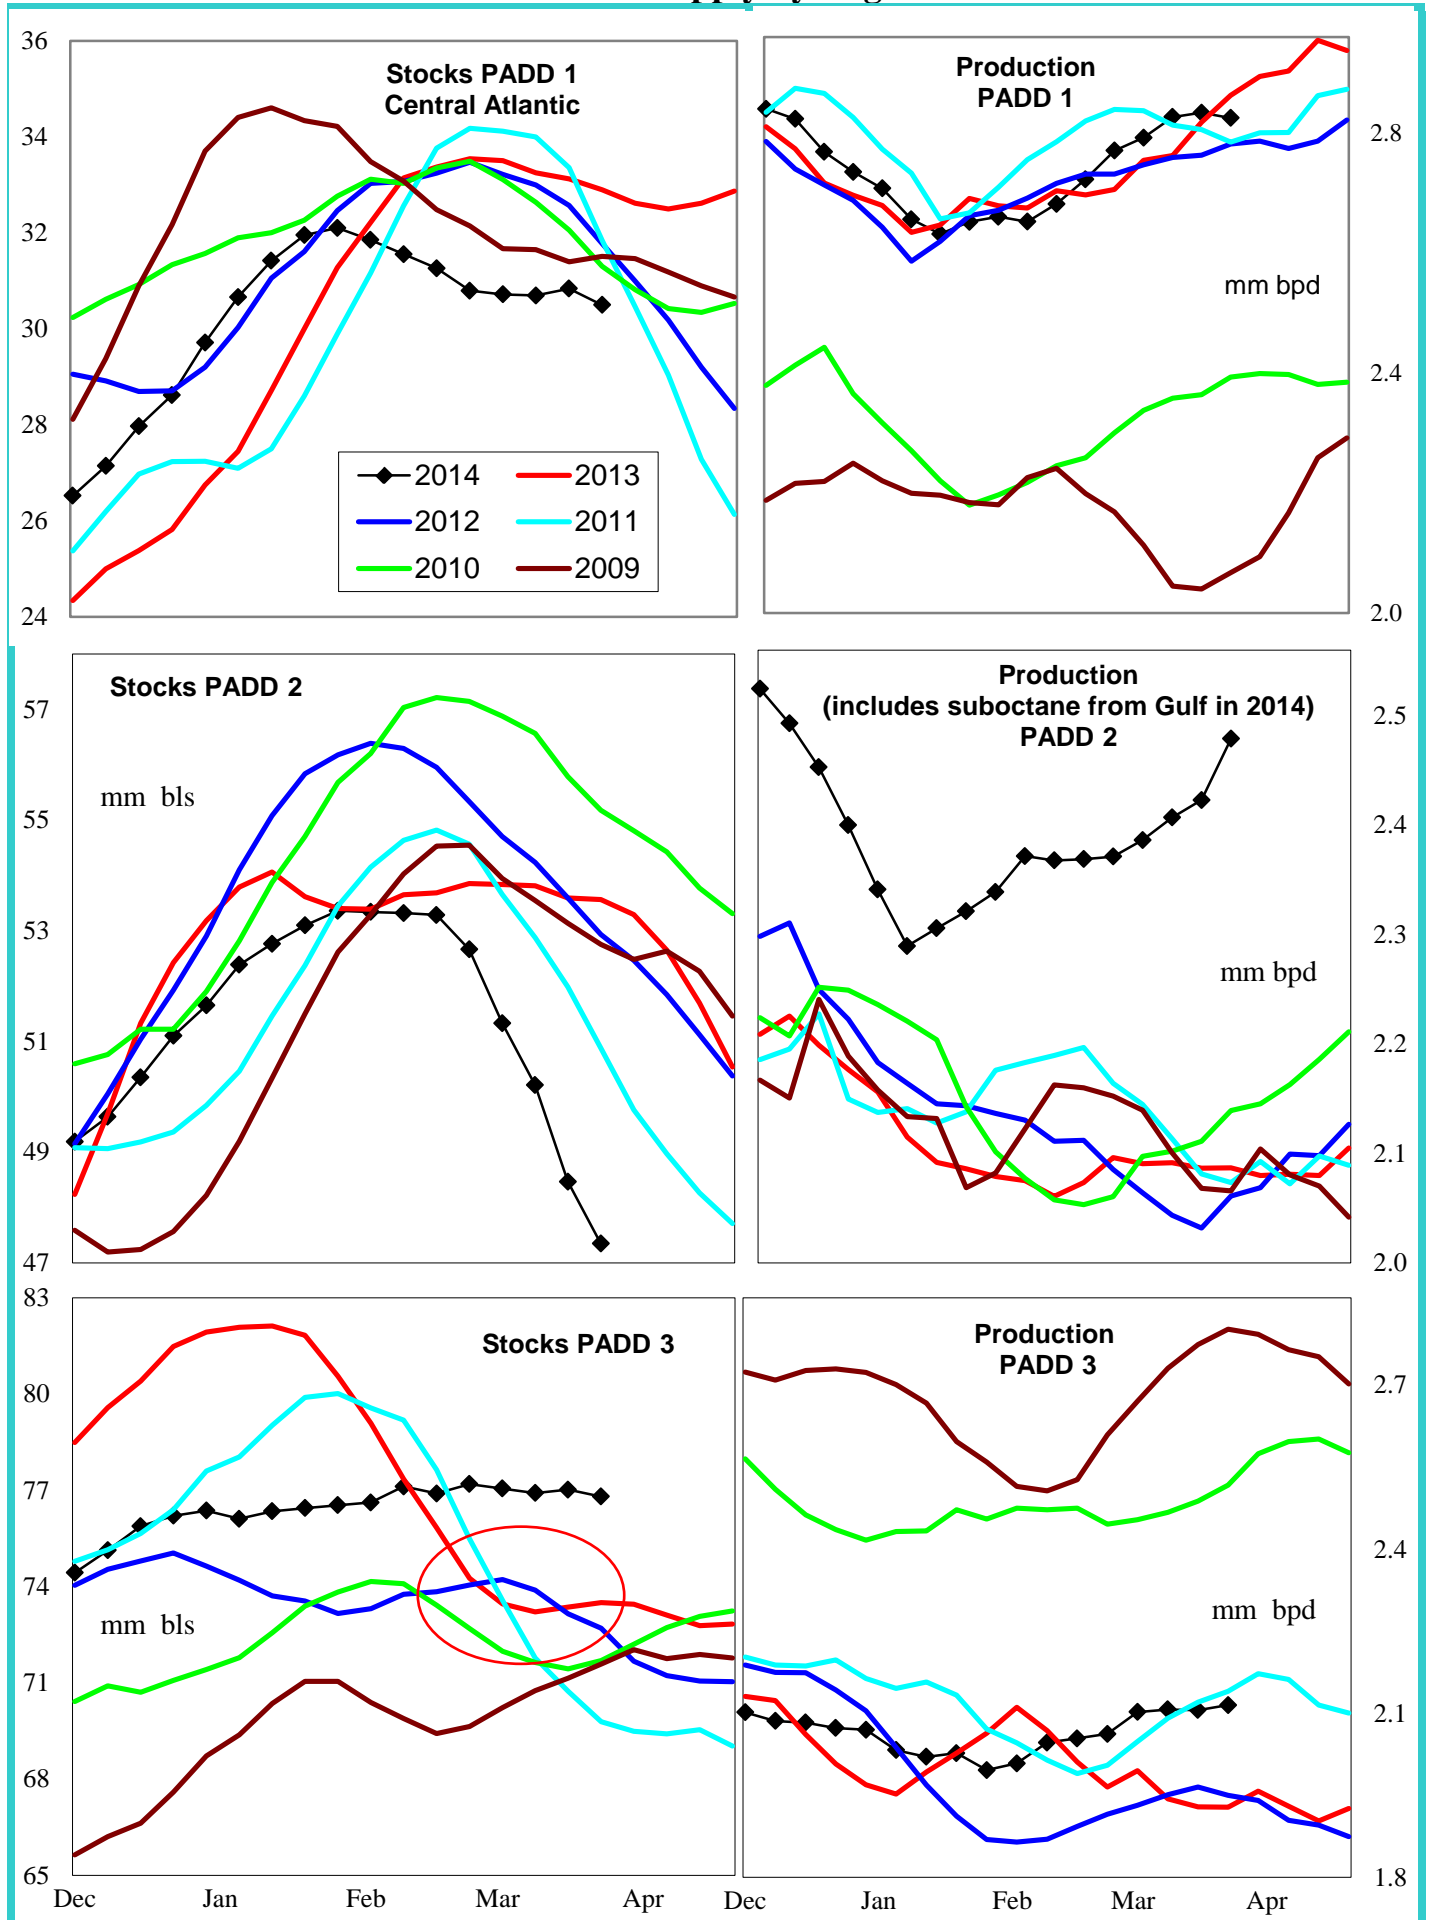 36
34
32
30
28
26
24
Stocks PADD 1
Central Atlantic
2014
2013
2012
2011
2010
2009
Production
PADD 1
mm bpd
2.8
2.4
2.0
Stocks PADD 2
mm bls
57
55
53
51
49
47
Production
(includes suboctane from Gulf in 2014)
PADD 2
mm bpd
2.5
2.4
2.3
2.2
2.1
2.0
83
80
77
74
71
68
65
Stocks PADD 3
mm bls
Dec Jan Feb Mar Apr
Production
PADD 3
mm bpd
2.7
2.4
2.1
1.8
Dec Jan Feb Mar Apr